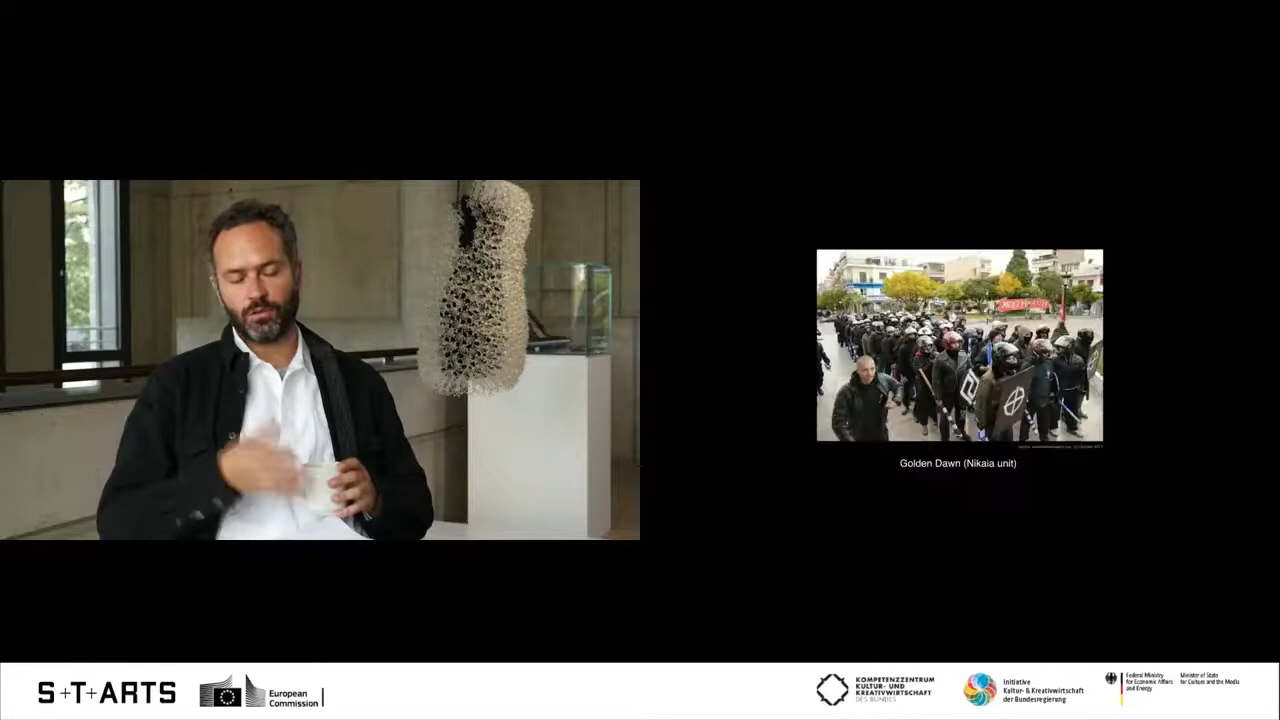 Golden Dawn (Nikaia unit)
S+T+ARTS
European
Commission
KOMPETENZZENTRUM
KULTUR- UND
KREATIVWIRTSCHAFT
DES BUNDES
Initiative
Kultur- & Kreativwirtschaft
der Bundesregierung
Federal Ministry
for Economic Affairs
and Energy
Minister of State
for Culture and the Media